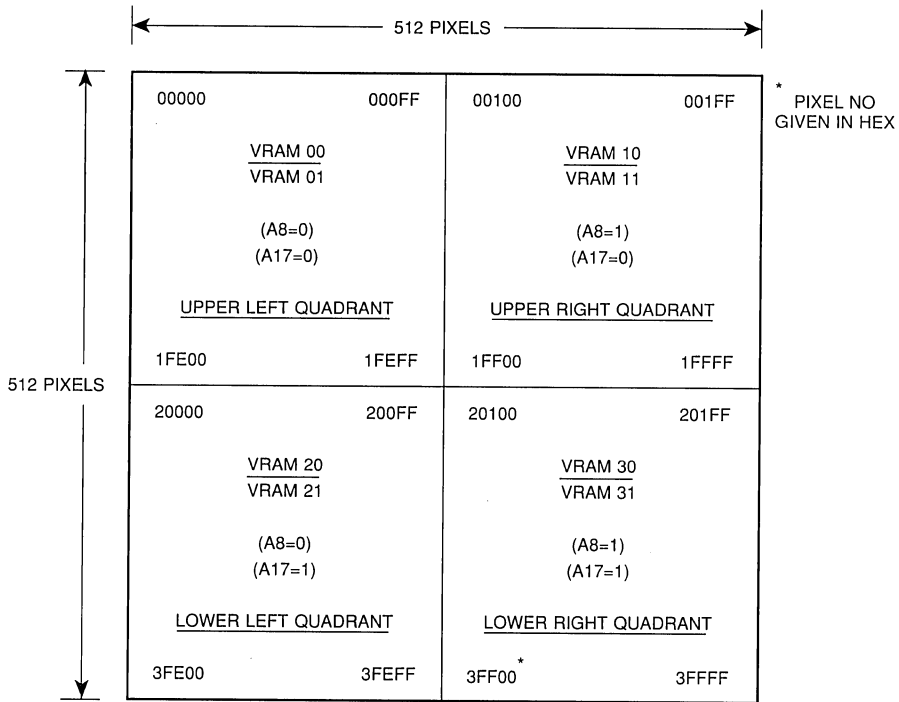 512 PIXELS
* PIXEL NO
GIVEN IN HEX
00000 000FF
VRAM 00
VRAM 01
(A8=0)
(A17=0)
UPPER LEFT QUADRANT
1FE00 1FEFF
00100 001FF
VRAM 10
VRAM 11
(A8=1)
(A17=0)
UPPER RIGHT QUADRANT
1FF00 1FFFF
512 PIXELS
20000 200FF
VRAM 20
VRAM 21
(A8=0)
(A17=1)
LOWER LEFT QUADRANT
3FE00 3FEFF
20100 201FF
VRAM 30
VRAM 31
(A8=1)
(A17=1)
LOWER RIGHT QUADRANT
3FF00* 3FFFF